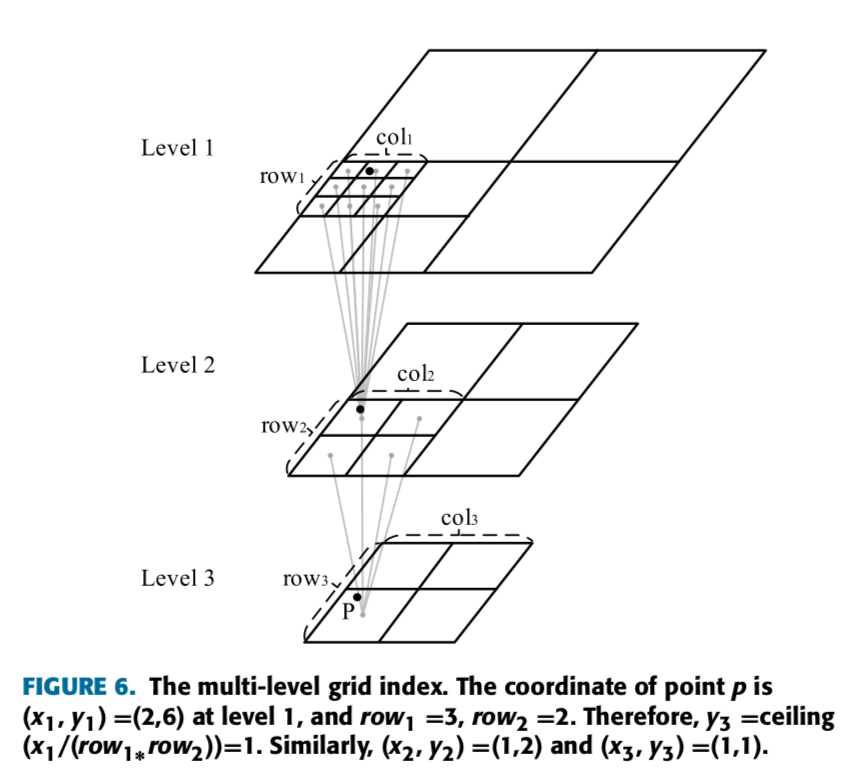 Level 1
col₁
row₁
Level 2
col₂
row₂
col₃
Level 3
row₃
P
FIGURE 6. The multi-level grid index. The coordinate of point p is
(x₁, y₁) =(2,6) at level 1, and row₁ =3, row₂ =2. Therefore, y₃ =ceiling
(x₁/(row₁*row₂))=1. Similarly, (x₂, y₂) =(1,2) and (x₃, y₃) =(1,1).